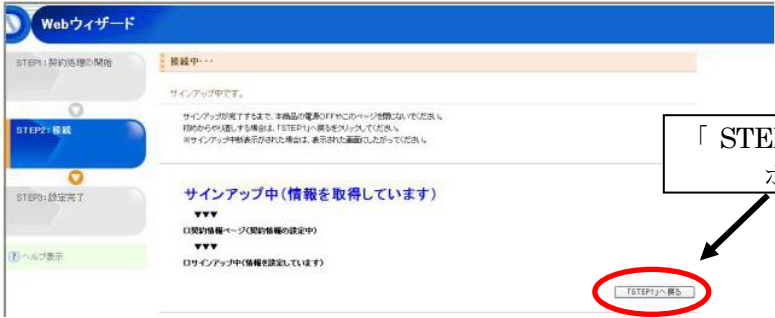 Webウィザード
STEP1:契約処理の開始
STEP2:接続
STEP3:設定完了
ヘルプ表示
接続中・・・
サインアップ中です。
サインアップが完了するまで、本商品の電源OFFやこのページを閉じないでください。
初めからやり直しする場合は、「STEP1」へ戻るをクリックしてください。
※サインアップ中断表示がされた場合は、表示された画面にしたがってください。
サインアップ中(情報を取得しています)
▼▼▼
口契約情報ページ(契約情報の設定中)
▼▼▼
口サインアップ中(情報を設定しています)
「STEP1」へ戻る
「 STE